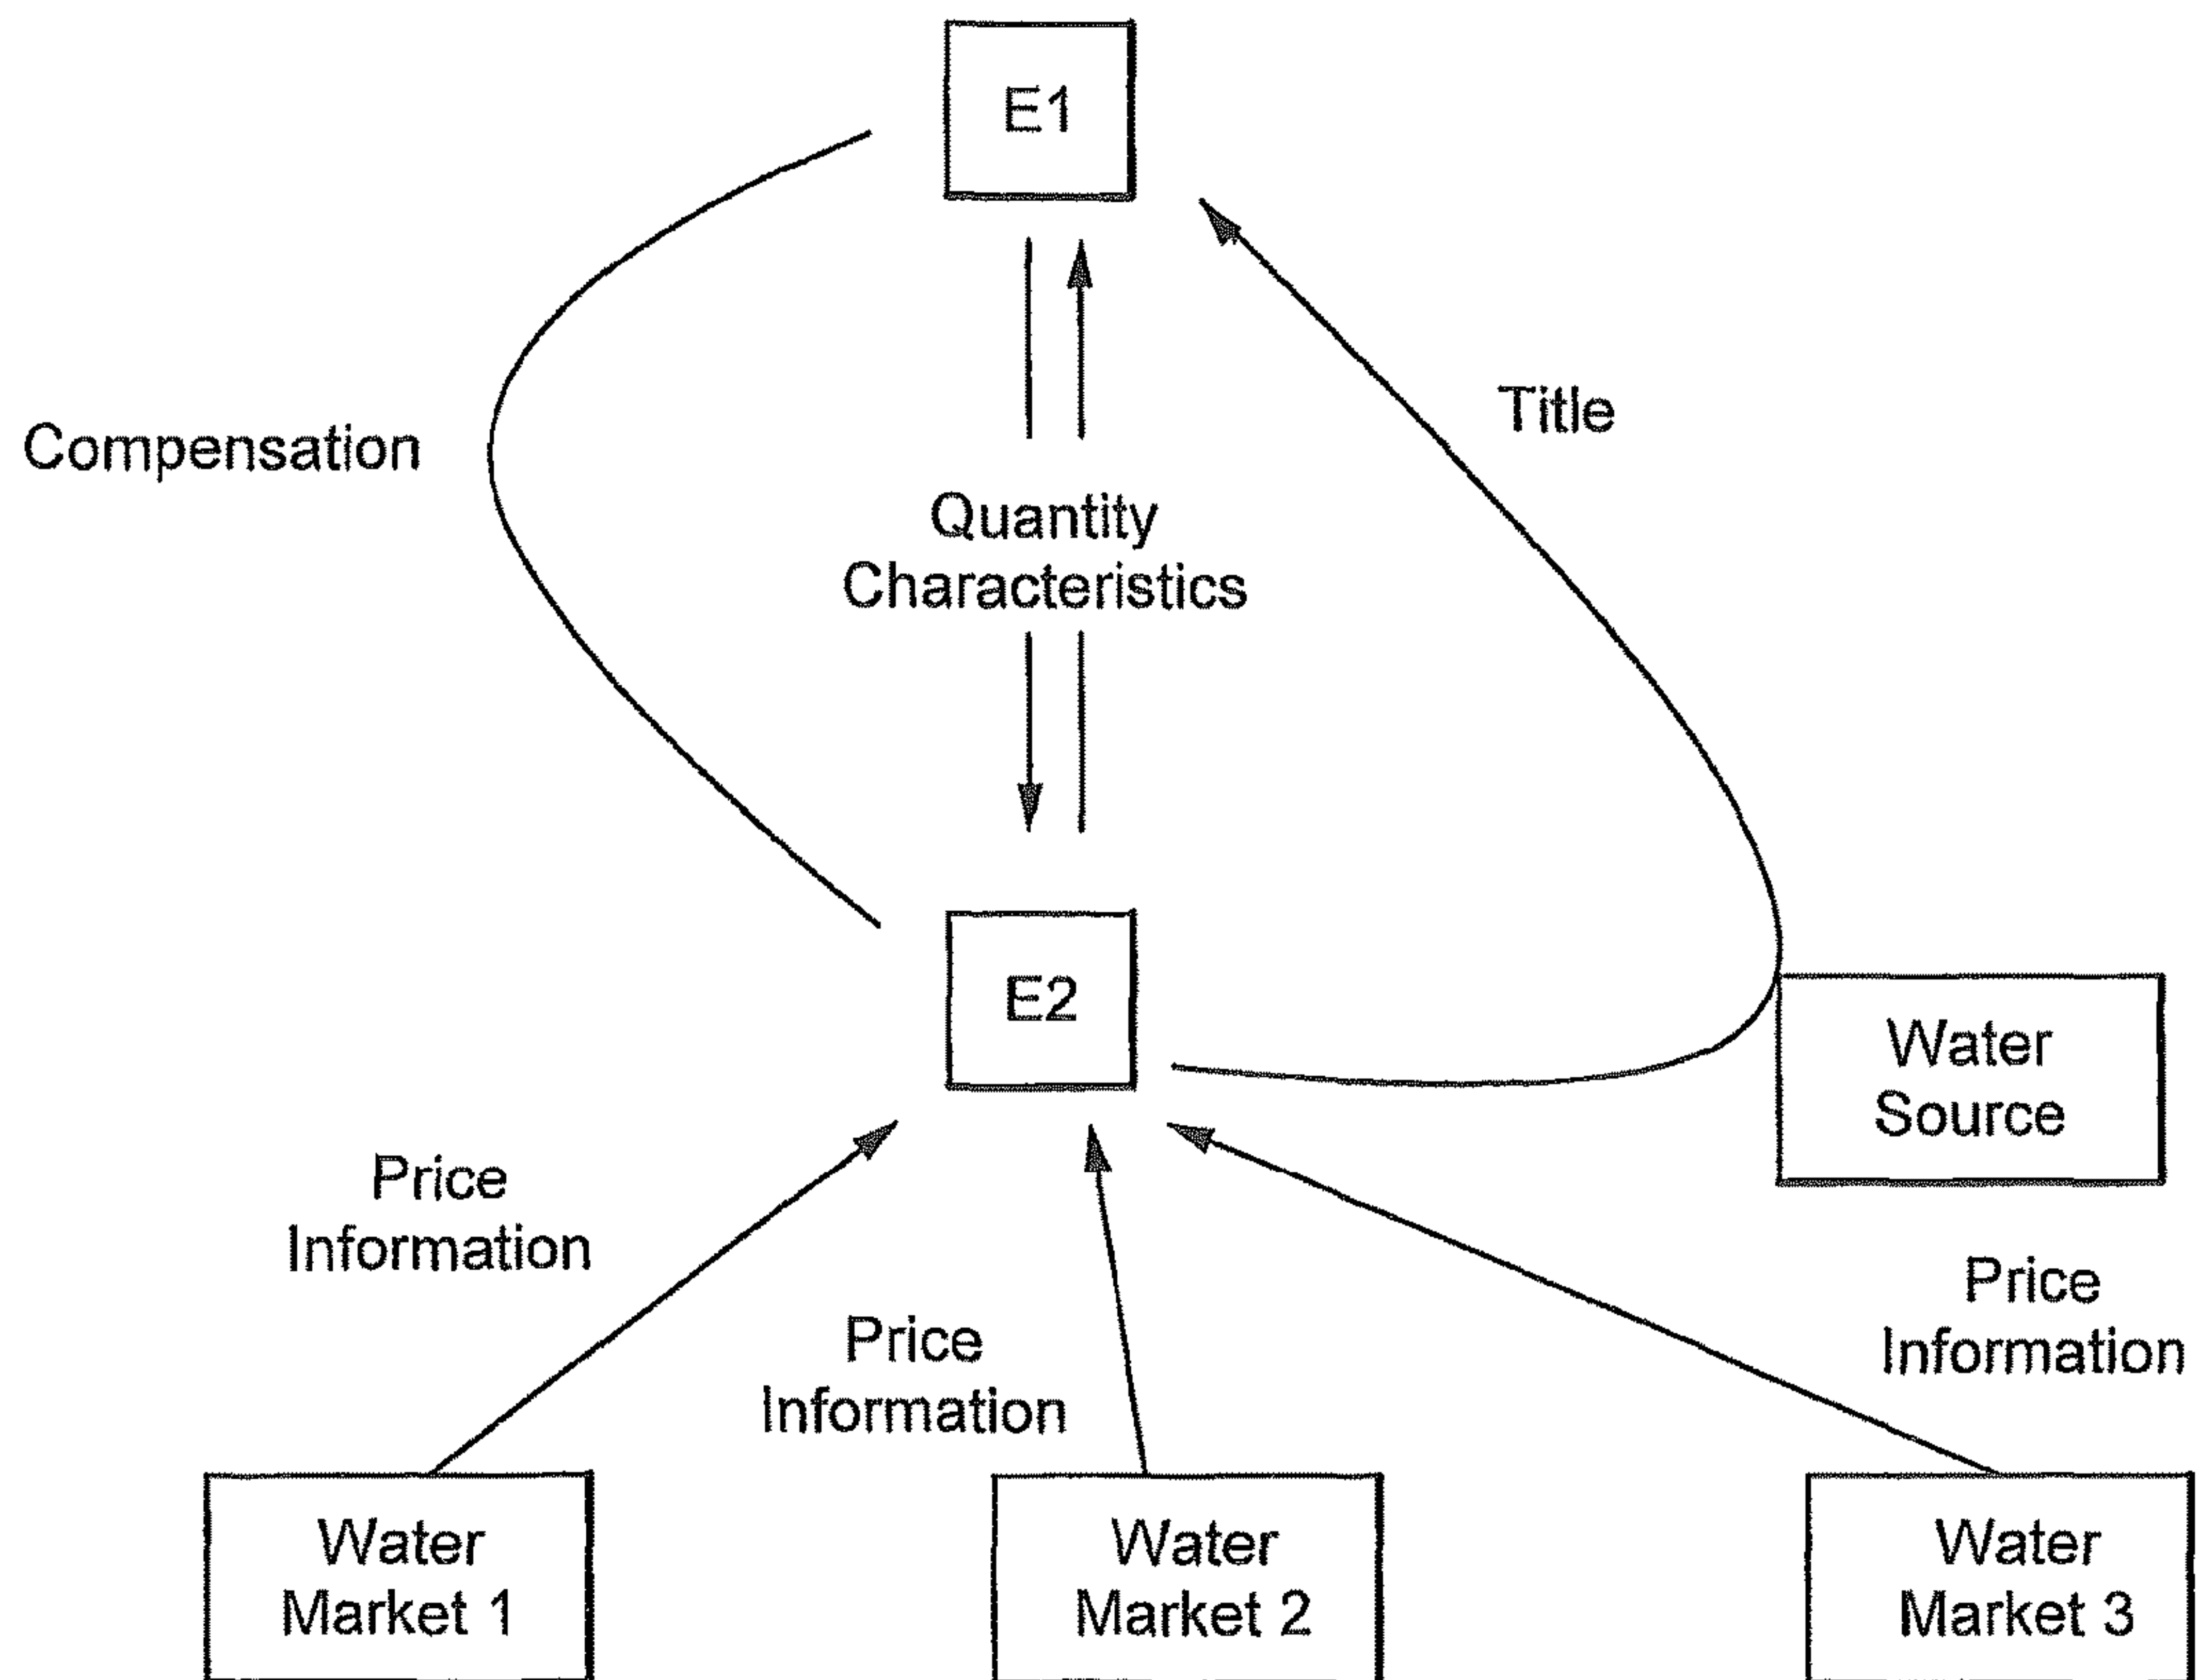 E1
Compensation
Title
Quantity
Characteristics
E2
Water
Source
Price
Information
Price
Information
Price
Information
Water
Market 1
Water
Market 2
Water
Market 3